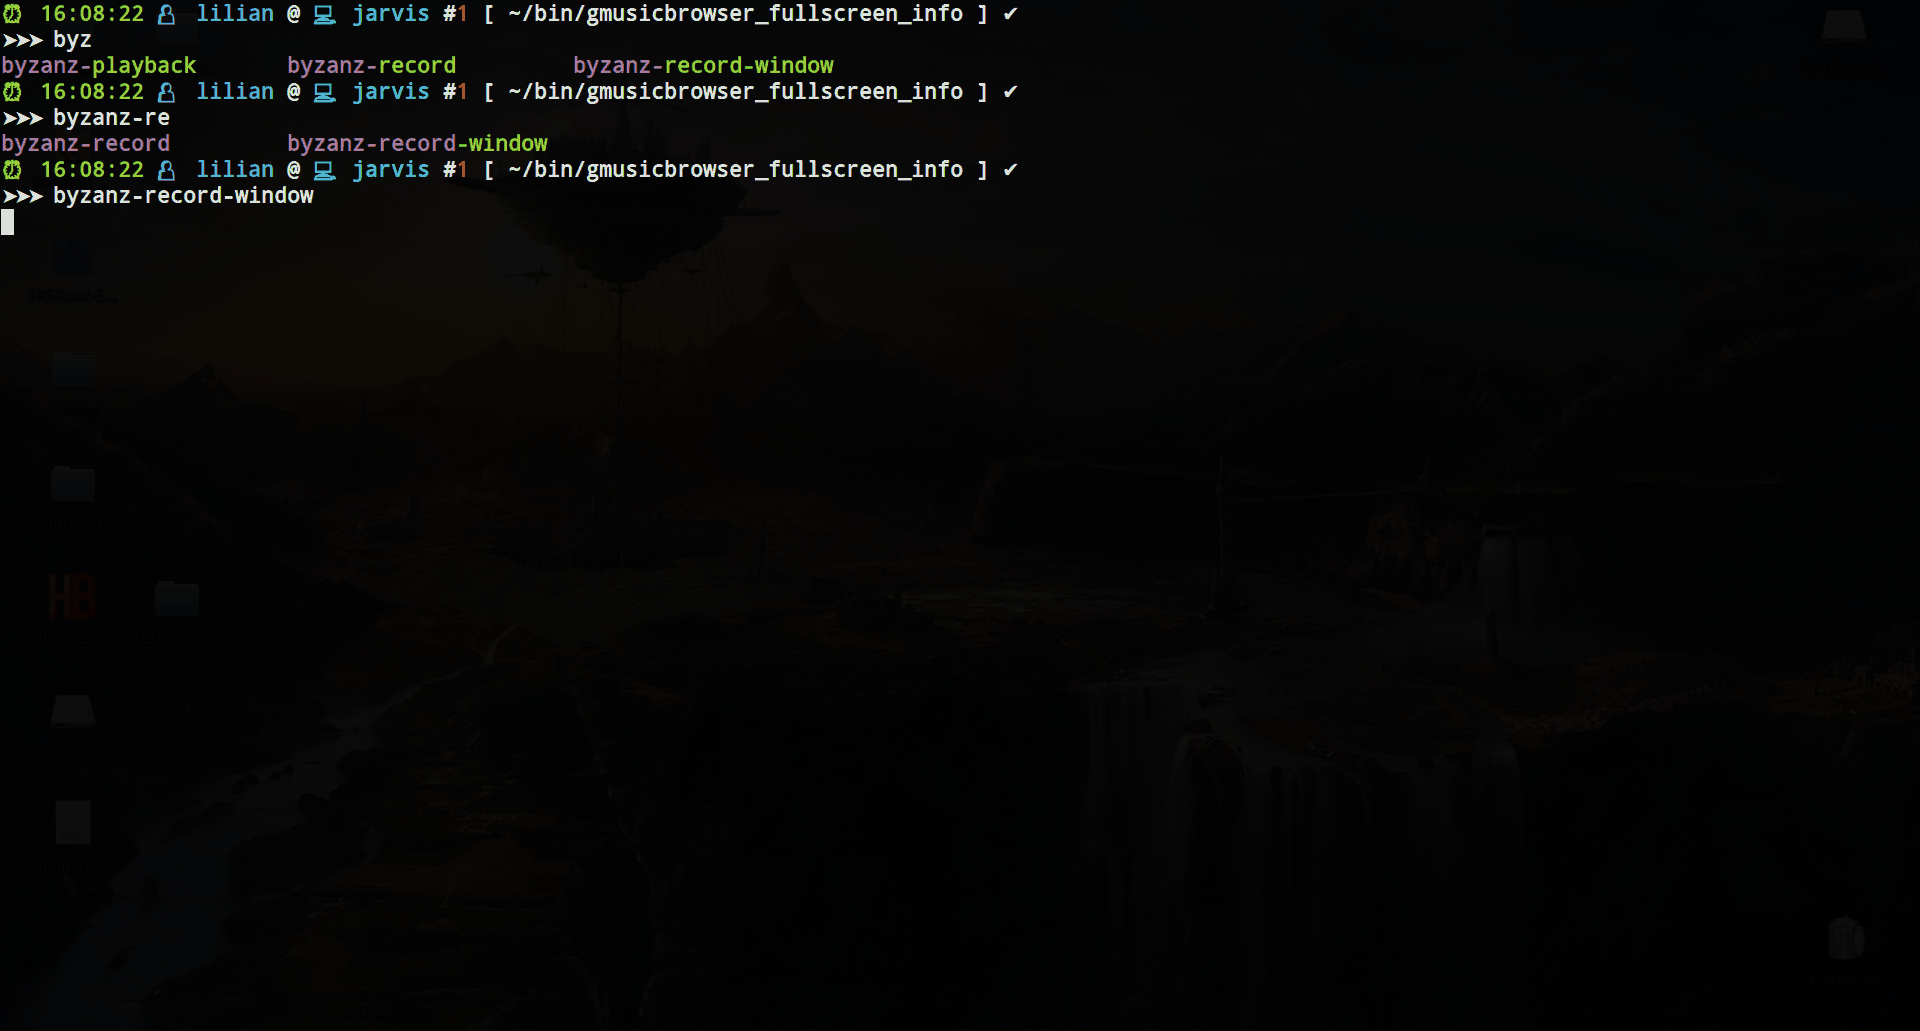 16:08:22 lilian @ jarvis #1 [ ~/bin/gmusicbrowser_fullscreen_info ] ✔
➤➤➤ byz
byzanz-playback byzanz-record byzanz-record-window
16:08:22 lilian @ jarvis #1 [ ~/bin/gmusicbrowser_fullscreen_info ] ✔
➤➤➤ byzanz-re
byzanz-record byzanz-record-window
16:08:22 lilian @ jarvis #1 [ ~/bin/gmusicbrowser_fullscreen_info ] ✔
➤➤➤ byzanz-record-window
HB